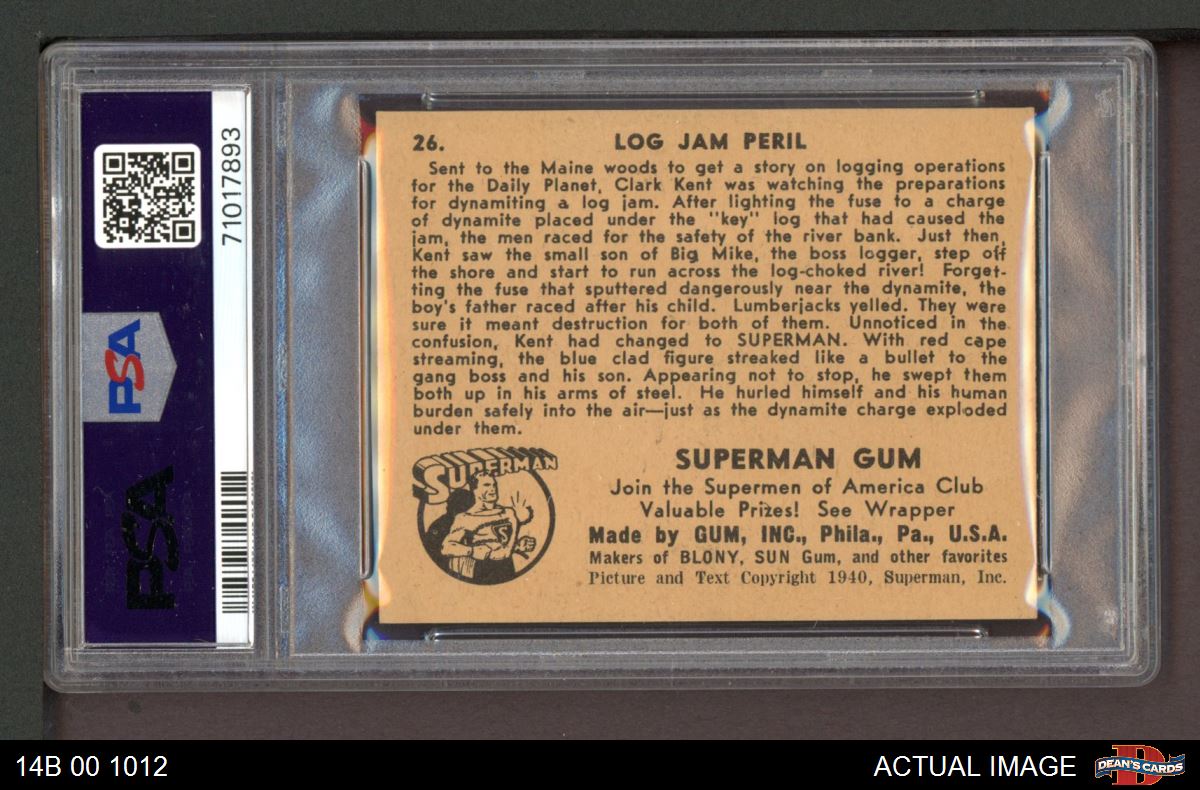 71017893
PSA
PSA
26. LOG JAM PERIL
Sent to the Maine woods to get a story on logging operations
for the Daily Planet, Clark Kent was watching the preparations
for dynamiting a log jam. After lighting the fuse to a charge
of dynamite placed under the "key" log that had caused the
jam, the men raced for the safety of the river bank. Just then,
Kent saw the small son of Big Mike, the boss logger, step off
the shore and start to run across the log-choked river! Forget-
ting the fuse that sputtered dangerously near the dynamite, the
boy's father raced after his child. Lumberjacks yelled. They were
sure it meant destruction for both of them. Unnoticed in the
confusion, Kent had changed to SUPERMAN. With red cape
streaming, the blue clad figure streaked like a bullet to the
gang boss and his son. Appearing not to stop, he swept them
both up in his arms of steel. He hurled himself and his human
burden safely into the air—just as the dynamite charge exploded
under them.
SUPERMAN
S
SUPERMAN GUM
Join the Supermen of America Club
Valuable Prizes! See Wrapper
Made by GUM, INC., Phila., Pa., U.S.A.
Makers of BLONY, SUN Gum, and other favorites
Picture and Text Copyright 1940, Superman, Inc.
14B 00 1012
ACTUAL IMAGE
D
DEAN'S CARDS